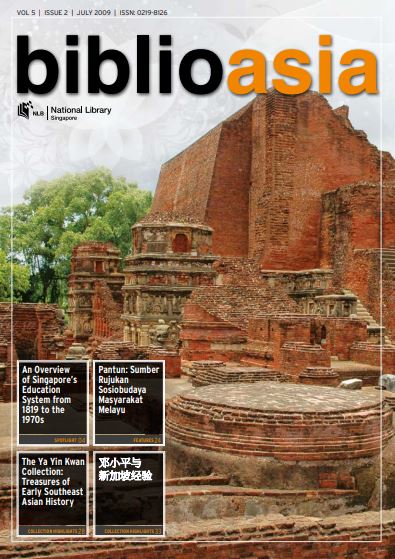 VOL 5 | ISSUE 2 | JULY 2009 | ISSN: 0219-8126
biblioasia
NLB National Library
Singapore
An Overview
of Singapore's
Education
System from
1819 to the
1970s
SPOTLIGHT 04
Pantun: Sumber
Rujukan
Sosiobudaya
Masyarakat
Melayu
FEATURES 24
The Ya Yin Kwan
Collection:
Treasures of
Early Southeast
Asian History
COLLECTION HIGHLIGHTS 28
邓小平与
新加坡经验
COLLECTION HIGHLIGHTS 33